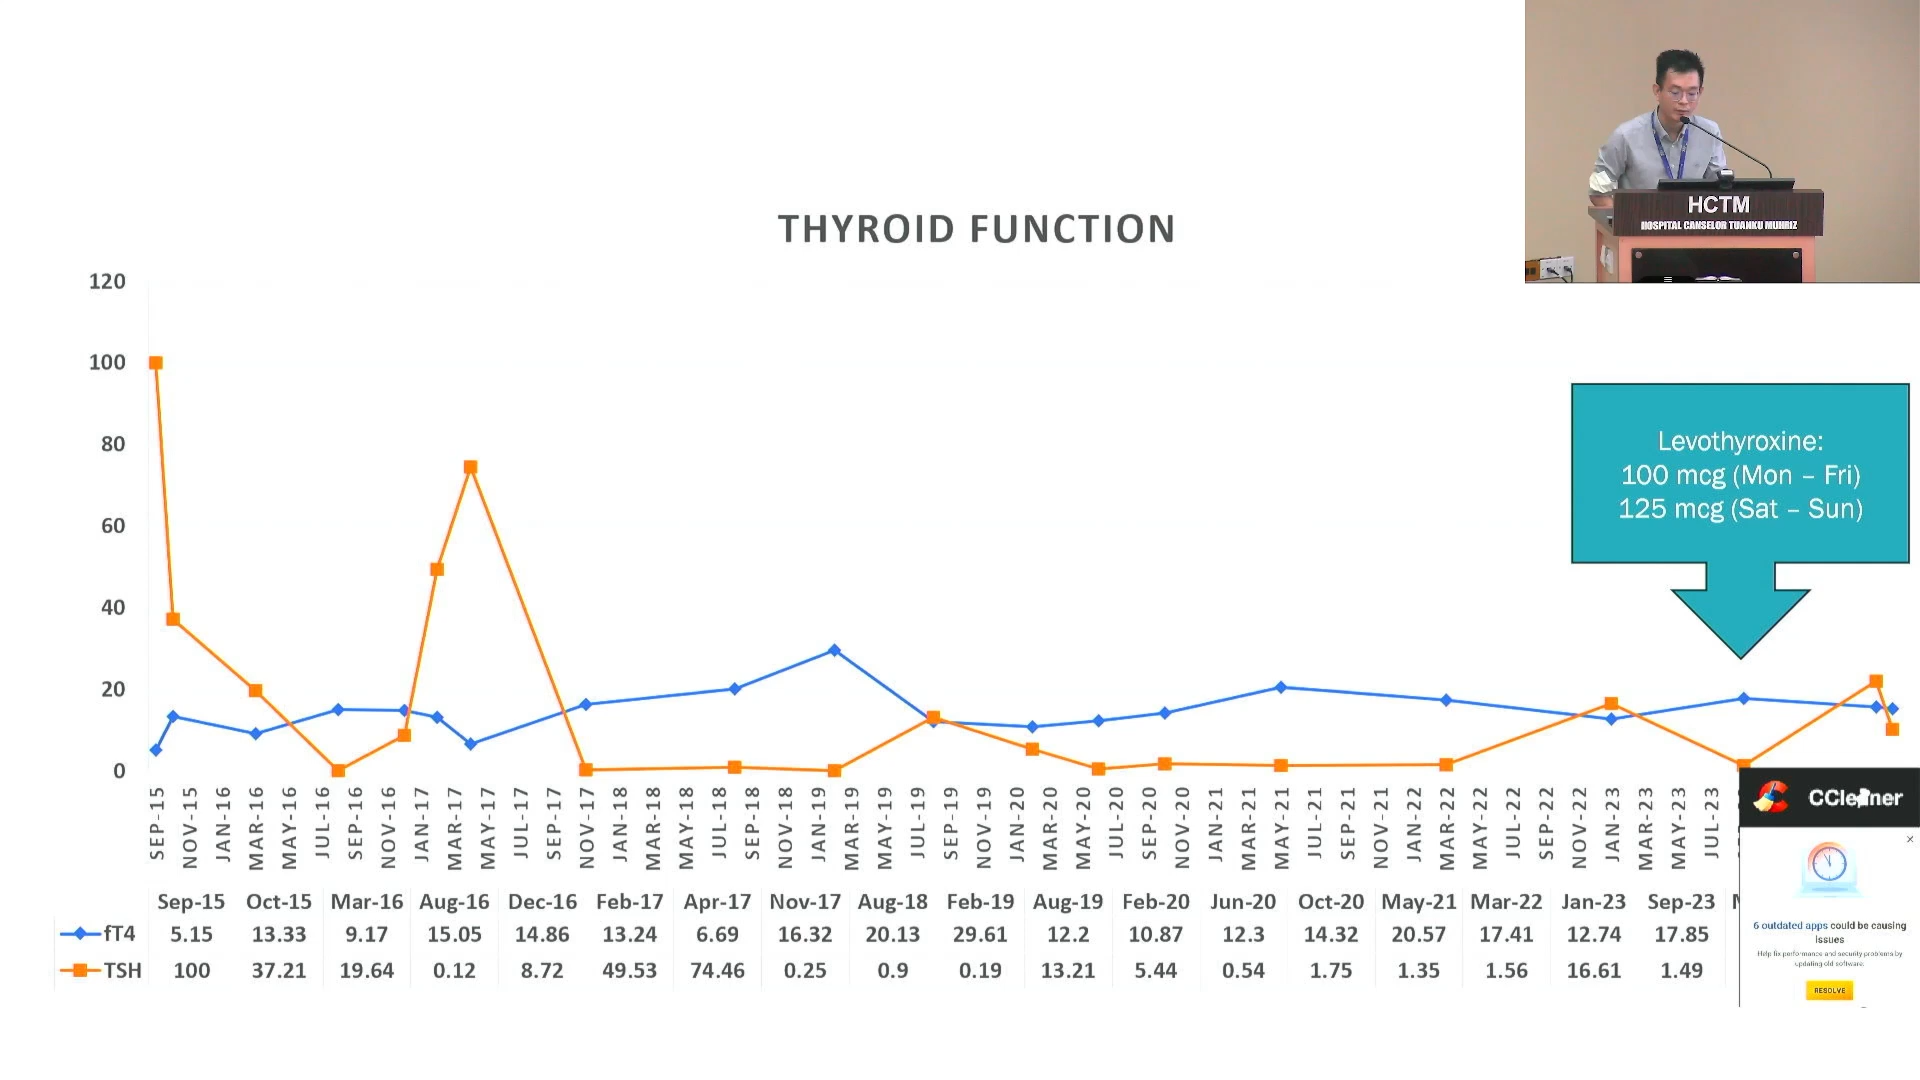 HCTM
HOSPITAL CANSELOR TUANKU MUHRIZ
THYROID FUNCTION
120
100
80
60
40
20
0
Levothyroxine:
100 mcg (Mon – Fri)
125 mcg (Sat – Sun)
SEP-15 NOV-15 JAN-16 MAR-16 MAY-16 JUL-16 SEP-16 NOV-16 JAN-17 MAR-17 MAY-17 JUL-17 SEP-17 NOV-17 JAN-18 MAR-18 MAY-18 JUL-18 SEP-18 NOV-18 JAN-19 MAR-19 MAY-19 JUL-19 SEP-19 NOV-19 JAN-20 MAR-20 MAY-20 JUL-20 SEP-20 NOV-20 JAN-21 MAR-21 MAY-21 JUL-21 SEP-21 NOV-21 JAN-22 MAR-22 MAY-22 JUL-22 SEP-22 NOV-22 JAN-23 MAR-23 MAY-23 JUL-23
Sep-15 Oct-15 Mar-16 Aug-16 Dec-16 Feb-17 Apr-17 Nov-17 Aug-18 Feb-19 Aug-19 Feb-20 Jun-20 Oct-20 May-21 Mar-22 Jan-23 Sep-23
fT4 5.15 13.33 9.17 15.05 14.86 13.24 6.69 16.32 20.13 29.61 12.2 10.87 12.3 14.32 20.57 17.41 12.74 17.85
TSH 100 37.21 19.64 0.12 8.72 49.53 74.46 0.25 0.9 0.19 13.21 5.44 0.54 1.75 1.35 1.56 16.61 1.49
CCleaner
6 outdated apps could be causing
issues
Help fix performance and security problems by
updating old software.
RESOLVE